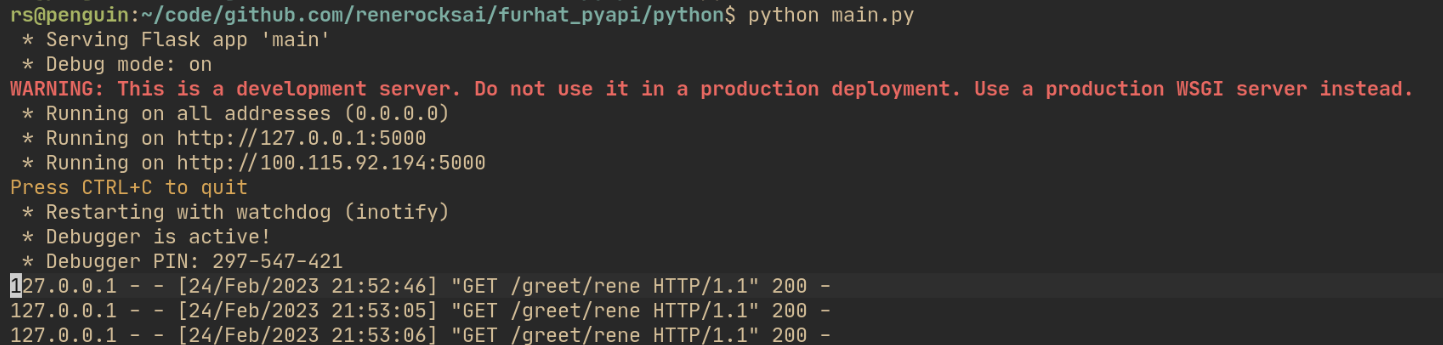 rs@penguin:~/code/github.com/renerocksai/furhat_pyapi/python$ python main.py
* Serving Flask app 'main'
* Debug mode: on
WARNING: This is a development server. Do not use it in a production deployment. Use a production WSGI server instead.
* Running on all addresses (0.0.0.0)
* Running on http://127.0.0.1:5000
* Running on http://100.115.92.194:5000
Press CTRL+C to quit
* Restarting with watchdog (inotify)
* Debugger is active!
* Debugger PIN: 297-547-421
127.0.0.1 - - [24/Feb/2023 21:52:46] "GET /greet/rene HTTP/1.1" 200 -
127.0.0.1 - - [24/Feb/2023 21:53:05] "GET /greet/rene HTTP/1.1" 200 -
127.0.0.1 - - [24/Feb/2023 21:53:06] "GET /greet/rene HTTP/1.1" 200 -